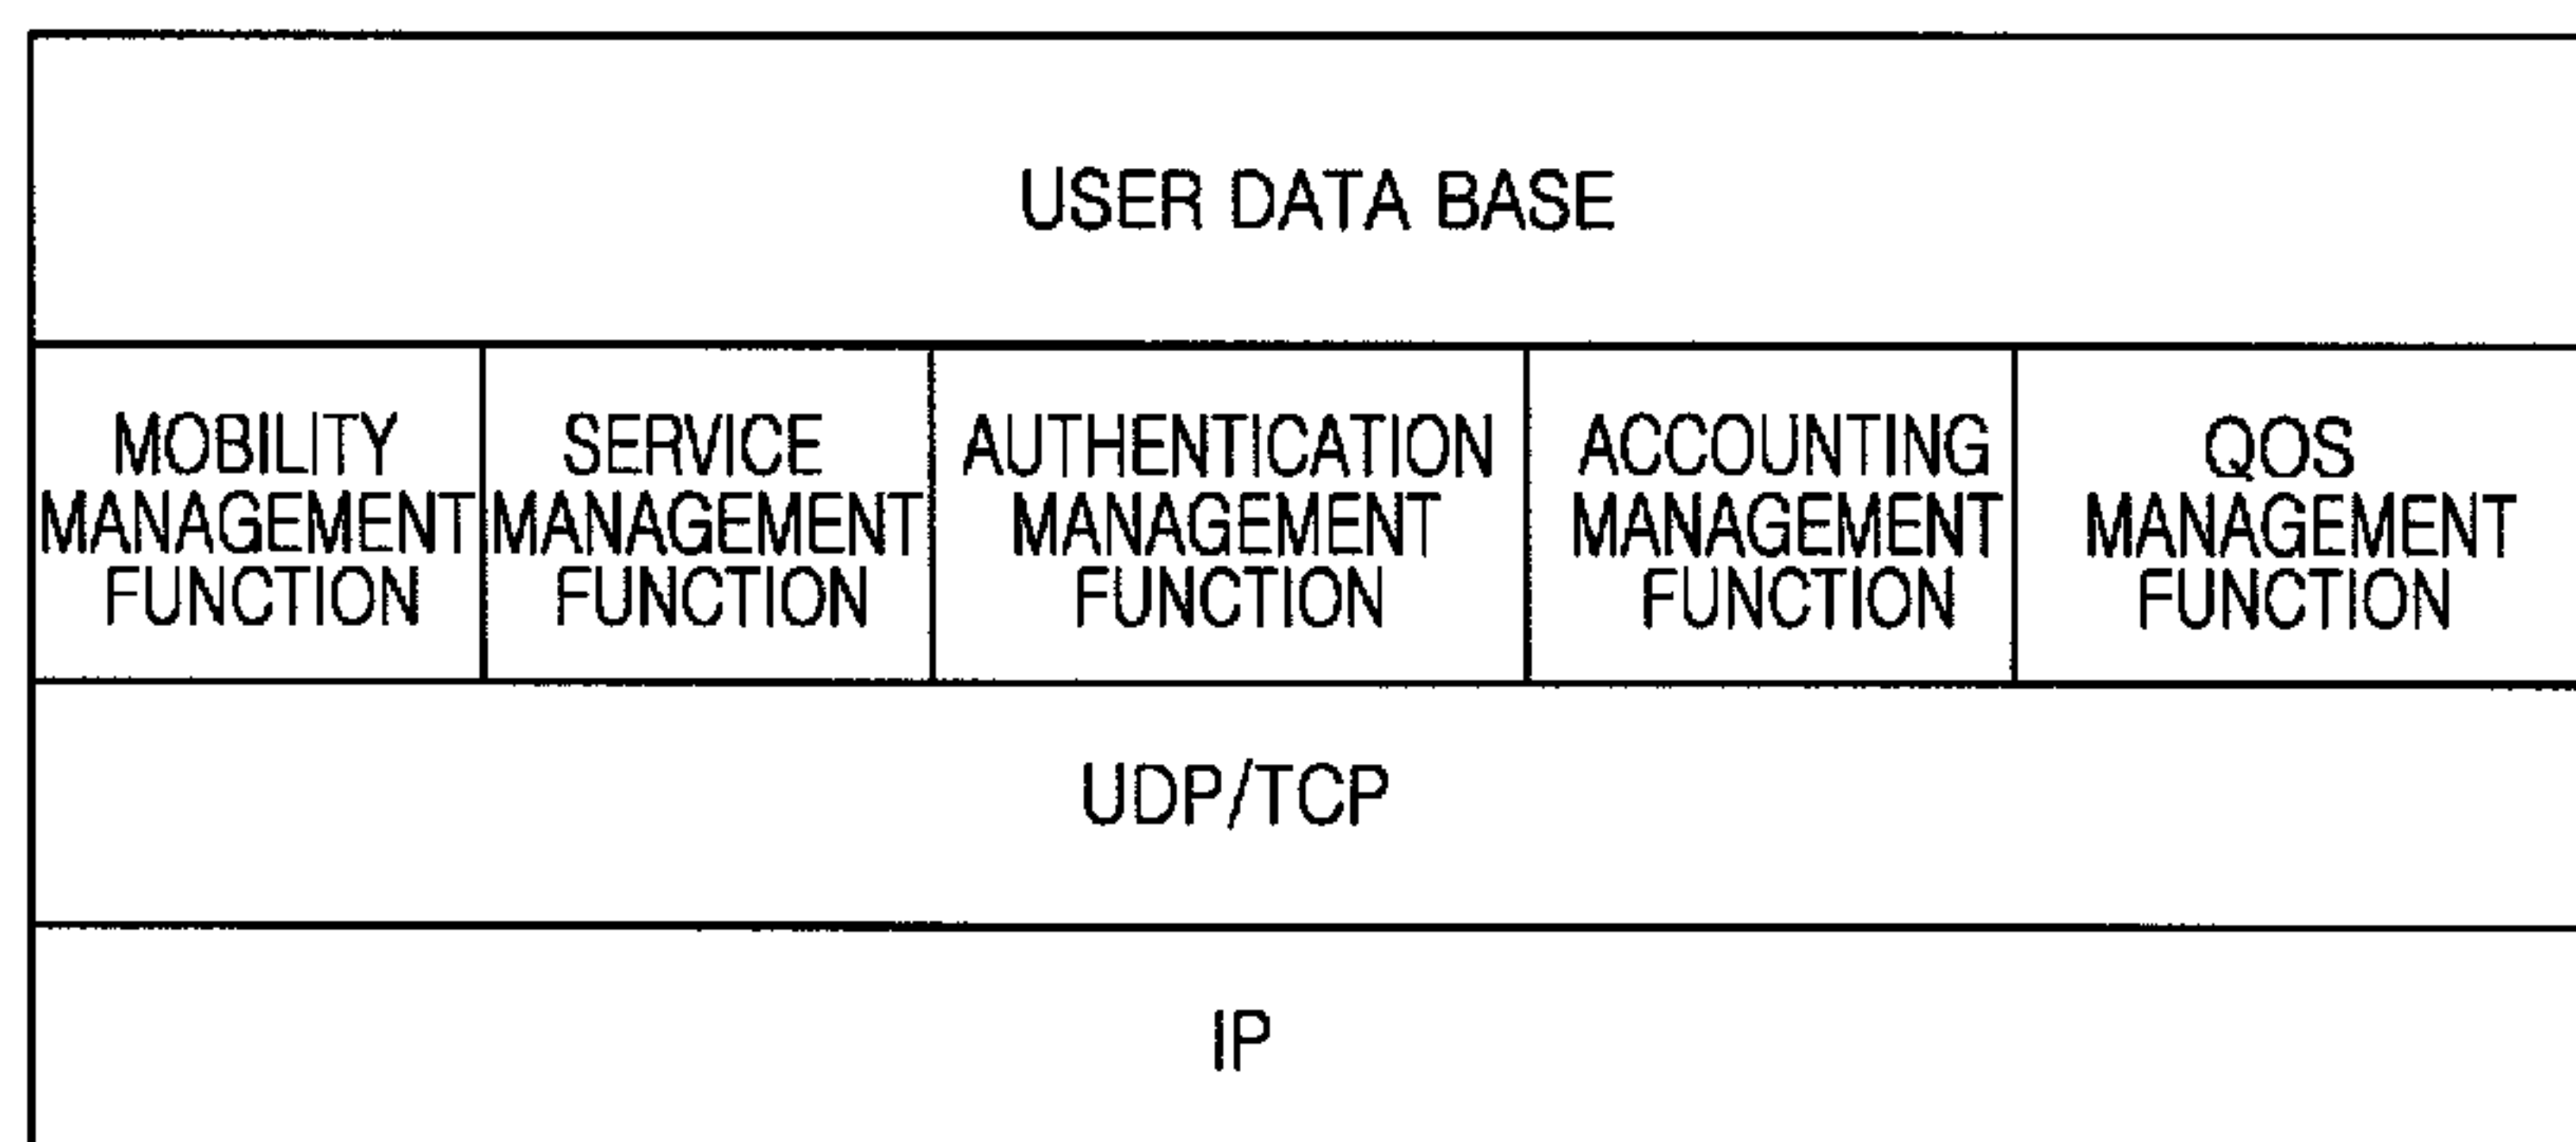 USER DATA BASE
MOBILITY
MANAGEMENT
FUNCTION
SERVICE
MANAGEMENT
FUNCTION
AUTHENTICATION
MANAGEMENT
FUNCTION
ACCOUNTING
MANAGEMENT
FUNCTION
QOS
MANAGEMENT
FUNCTION
UDP/TCP
IP